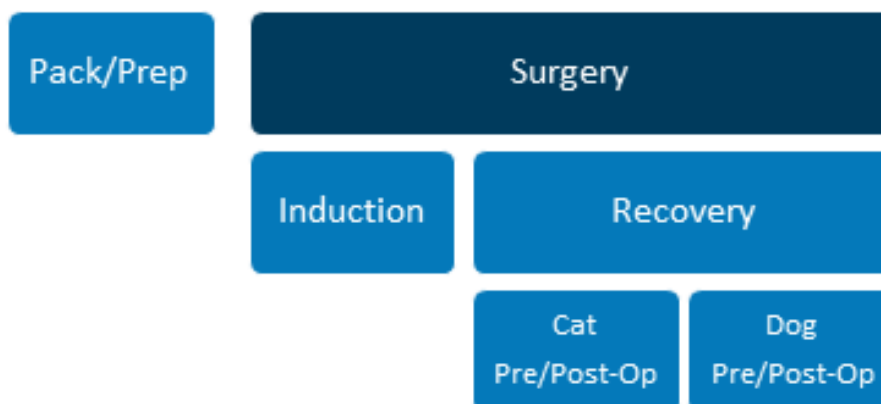 Pack/Prep
Surgery
Induction
Recovery
Cat
Pre/Post-Op
Dog
Pre/Post-Op